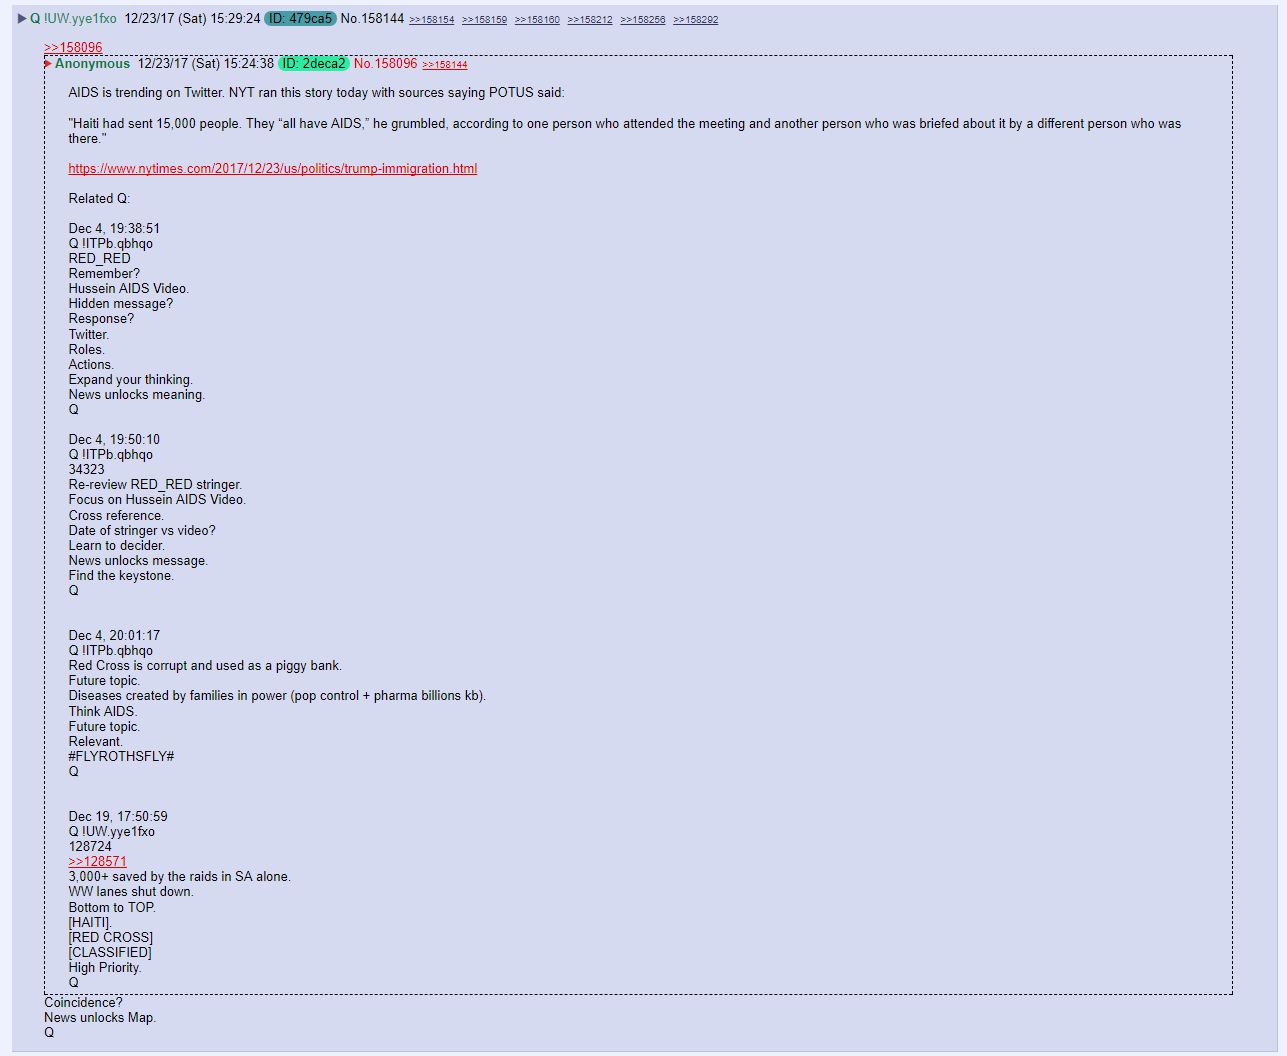 ▶ Q !UW.yye1fxo 12/23/17 (Sat) 15:29:24 ID: 479ca5 No.158144 >>158154 >>158159 >>158160 >>158212 >>158256 >>158292
>>158096
▶ Anonymous 12/23/17 (Sat) 15:24:38 ID: 2deca2 No.158096 >>158144
AIDS is trending on Twitter. NYT ran this story today with sources saying POTUS said:
"Haiti had sent 15,000 people. They “all have AIDS,” he grumbled, according to one person who attended the meeting and another person who was briefed about it by a different person who was
there."
https://www.nytimes.com/2017/12/23/us/politics/trump-immigration.html
Related Q:
Dec 4, 19:38:51
Q !ITPb.qbhqo
RED_RED
Remember?
Hussein AIDS Video.
Hidden message?
Response?
Twitter.
Roles.
Actions.
Expand your thinking.
News unlocks meaning.
Q
Dec 4, 19:50:10
Q !ITPb.qbhqo
34323
Re-review RED_RED stringer.
Focus on Hussein AIDS Video.
Cross reference.
Date of stringer vs video?
Learn to decider.
News unlocks message.
Find the keystone.
Q
Dec 4, 20:01:17
Q !ITPb.qbhqo
Red Cross is corrupt and used as a piggy bank.
Future topic.
Diseases created by families in power (pop control + pharma billions kb).
Think AIDS.
Future topic.
Relevant.
#FLYROTHSFLY#
Q
Dec 19, 17:50:59
Q !UW.yye1fxo
128724
>>128571
3,000+ saved by the raids in SA alone.
WW lanes shut down.
Bottom to TOP.
[HAITI].
[RED CROSS]
[CLASSIFIED]
High Priority.
Q
Coincidence?
News unlocks Map.
Q